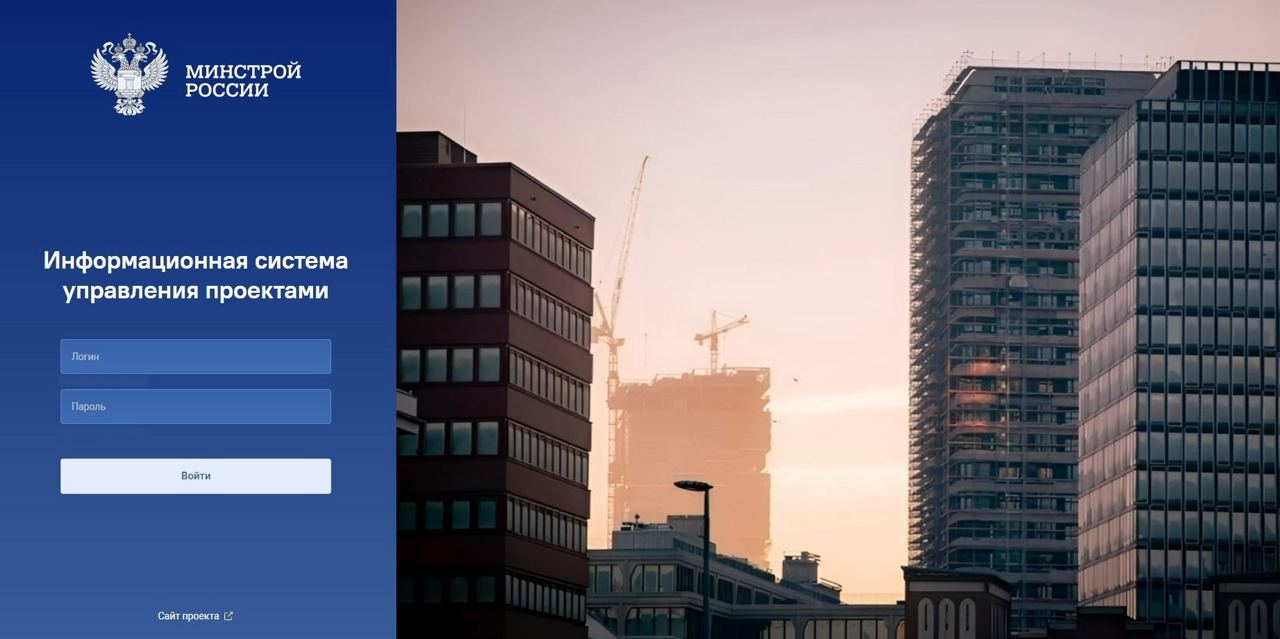 МИНСТРОЙ
РОССИИ
Информационная система
управления проектами
Логин
Пароль
Войти
Сайт проекта